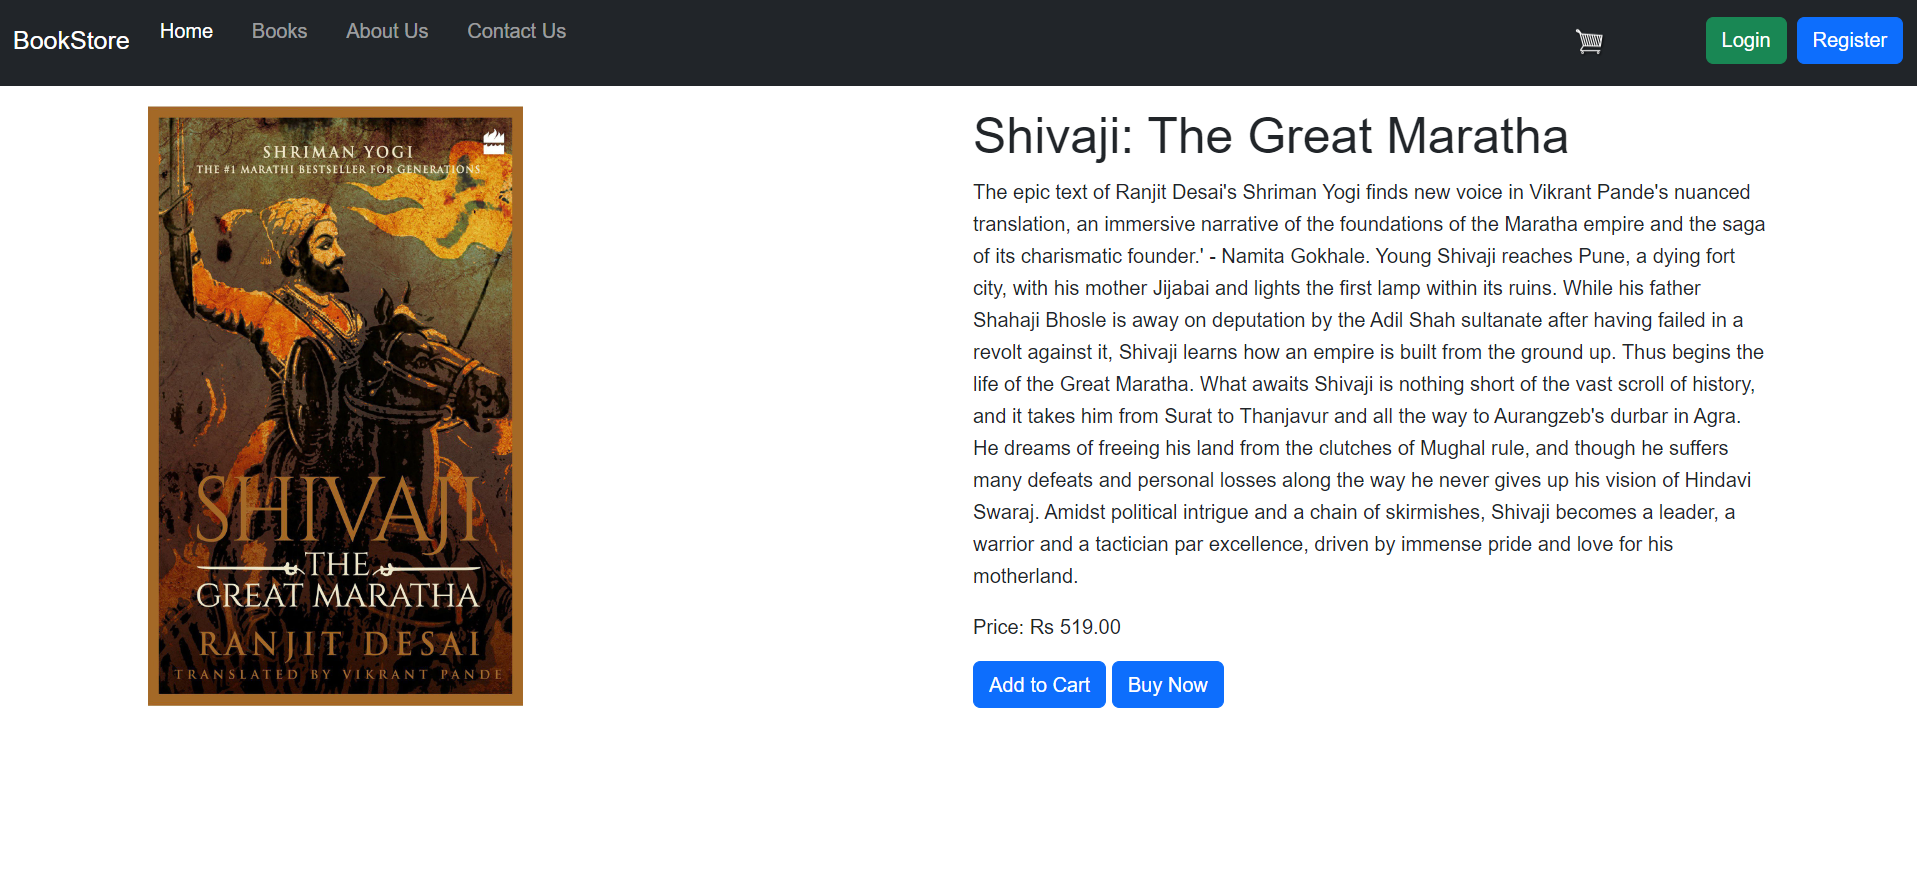 BookStore Home Books About Us Contact Us Login Register
SHRIMAN YOGI
THE #1 MARATHI BESTSELLER FOR GENERATIONS
SHIVAJI
THE
GREAT MARATHA
RANJIT DESAI
TRANSLATED BY VIKRANT PANDE
Shivaji: The Great Maratha
The epic text of Ranjit Desai's Shriman Yogi finds new voice in Vikrant Pande's nuanced
translation, an immersive narrative of the foundations of the Maratha empire and the saga
of its charismatic founder.' - Namita Gokhale. Young Shivaji reaches Pune, a dying fort
city, with his mother Jijabai and lights the first lamp within its ruins. While his father
Shahaji Bhosle is away on deputation by the Adil Shah sultanate after having failed in a
revolt against it, Shivaji learns how an empire is built from the ground up. Thus begins the
life of the Great Maratha. What awaits Shivaji is nothing short of the vast scroll of history,
and it takes him from Surat to Thanjavur and all the way to Aurangzeb's durbar in Agra.
He dreams of freeing his land from the clutches of Mughal rule, and though he suffers
many defeats and personal losses along the way he never gives up his vision of Hindavi
Swaraj. Amidst political intrigue and a chain of skirmishes, Shivaji becomes a leader, a
warrior and a tactician par excellence, driven by immense pride and love for his
motherland.
Price: Rs 519.00
Add to Cart Buy Now